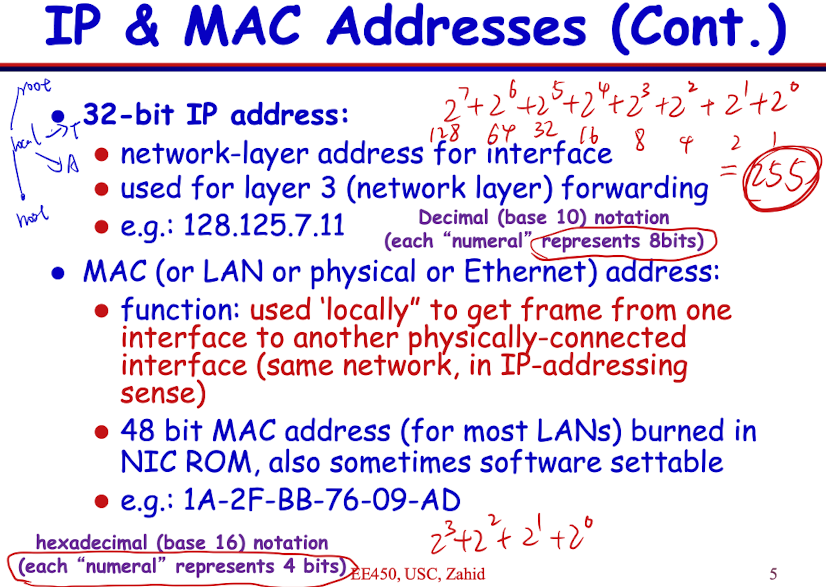 IP & MAC Addresses (Cont.)
root
2^7+2^6+2^5+2^4+2^3+2^2+2^1+2^0
• 32-bit IP address:
128 64 32 16 8 4 2 1
local → T
→ A
• network-layer address for interface
= 255
• used for layer 3 (network layer) forwarding
• e.g.: 128.125.7.11
Decimal (base 10) notation
(each “numeral” represents 8bits)
• MAC (or LAN or physical or Ethernet) address:
• function: used ‘locally” to get frame from one
interface to another physically-connected
interface (same network, in IP-addressing
sense)
• 48 bit MAC address (for most LANs) burned in
NIC ROM, also sometimes software settable
• e.g.: 1A-2F-BB-76-09-AD
2^3+2^2+2^1+2^0
hexadecimal (base 16) notation
(each “numeral” represents 4 bits)
EE450, USC, Zahid
5